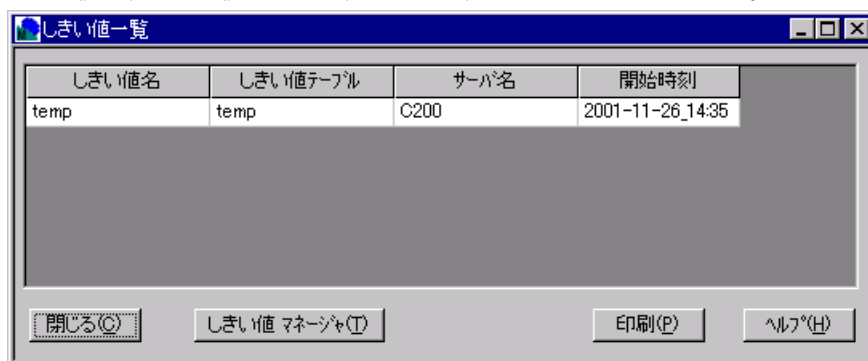 しきい値一覧
しきい値名 しきい値テーブル サーバ名 開始時刻
temp temp C200 2001-11-26_14:35
閉じる(C) しきい値 マネージャ(T) 印刷(P) ヘルプ(H)